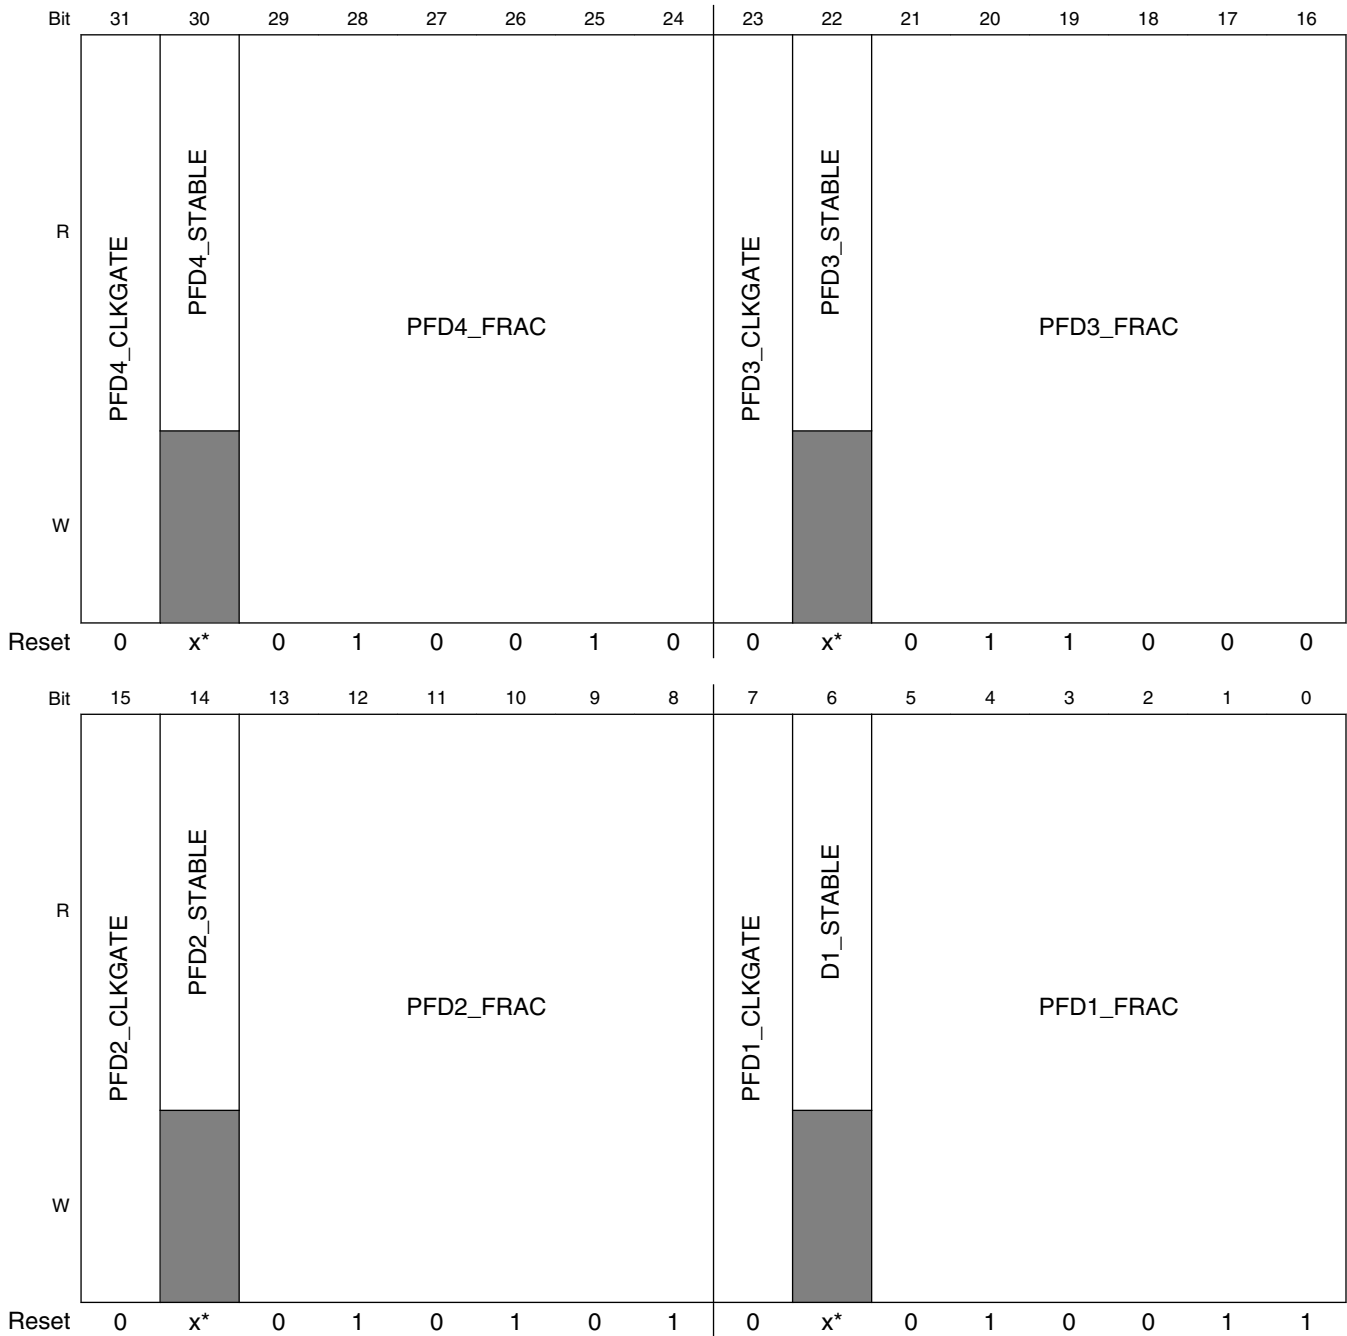 Bit 31 30 29 28 27 26 25 24 23 22 21 20 19 18 17 16
R
W
PFD4_CLKGATE
PFD4_STABLE
PFD4_FRAC
PFD3_CLKGATE
PFD3_STABLE
PFD3_FRAC
Reset 0 x* 0 1 0 0 1 0 0 x* 0 1 1 0 0 0
Bit 15 14 13 12 11 10 9 8 7 6 5 4 3 2 1 0
R
W
PFD2_CLKGATE
PFD2_STABLE
PFD2_FRAC
PFD1_CLKGATE
D1_STABLE
PFD1_FRAC
Reset 0 x* 0 1 0 1 0 1 0 x* 0 1 0 0 1 1